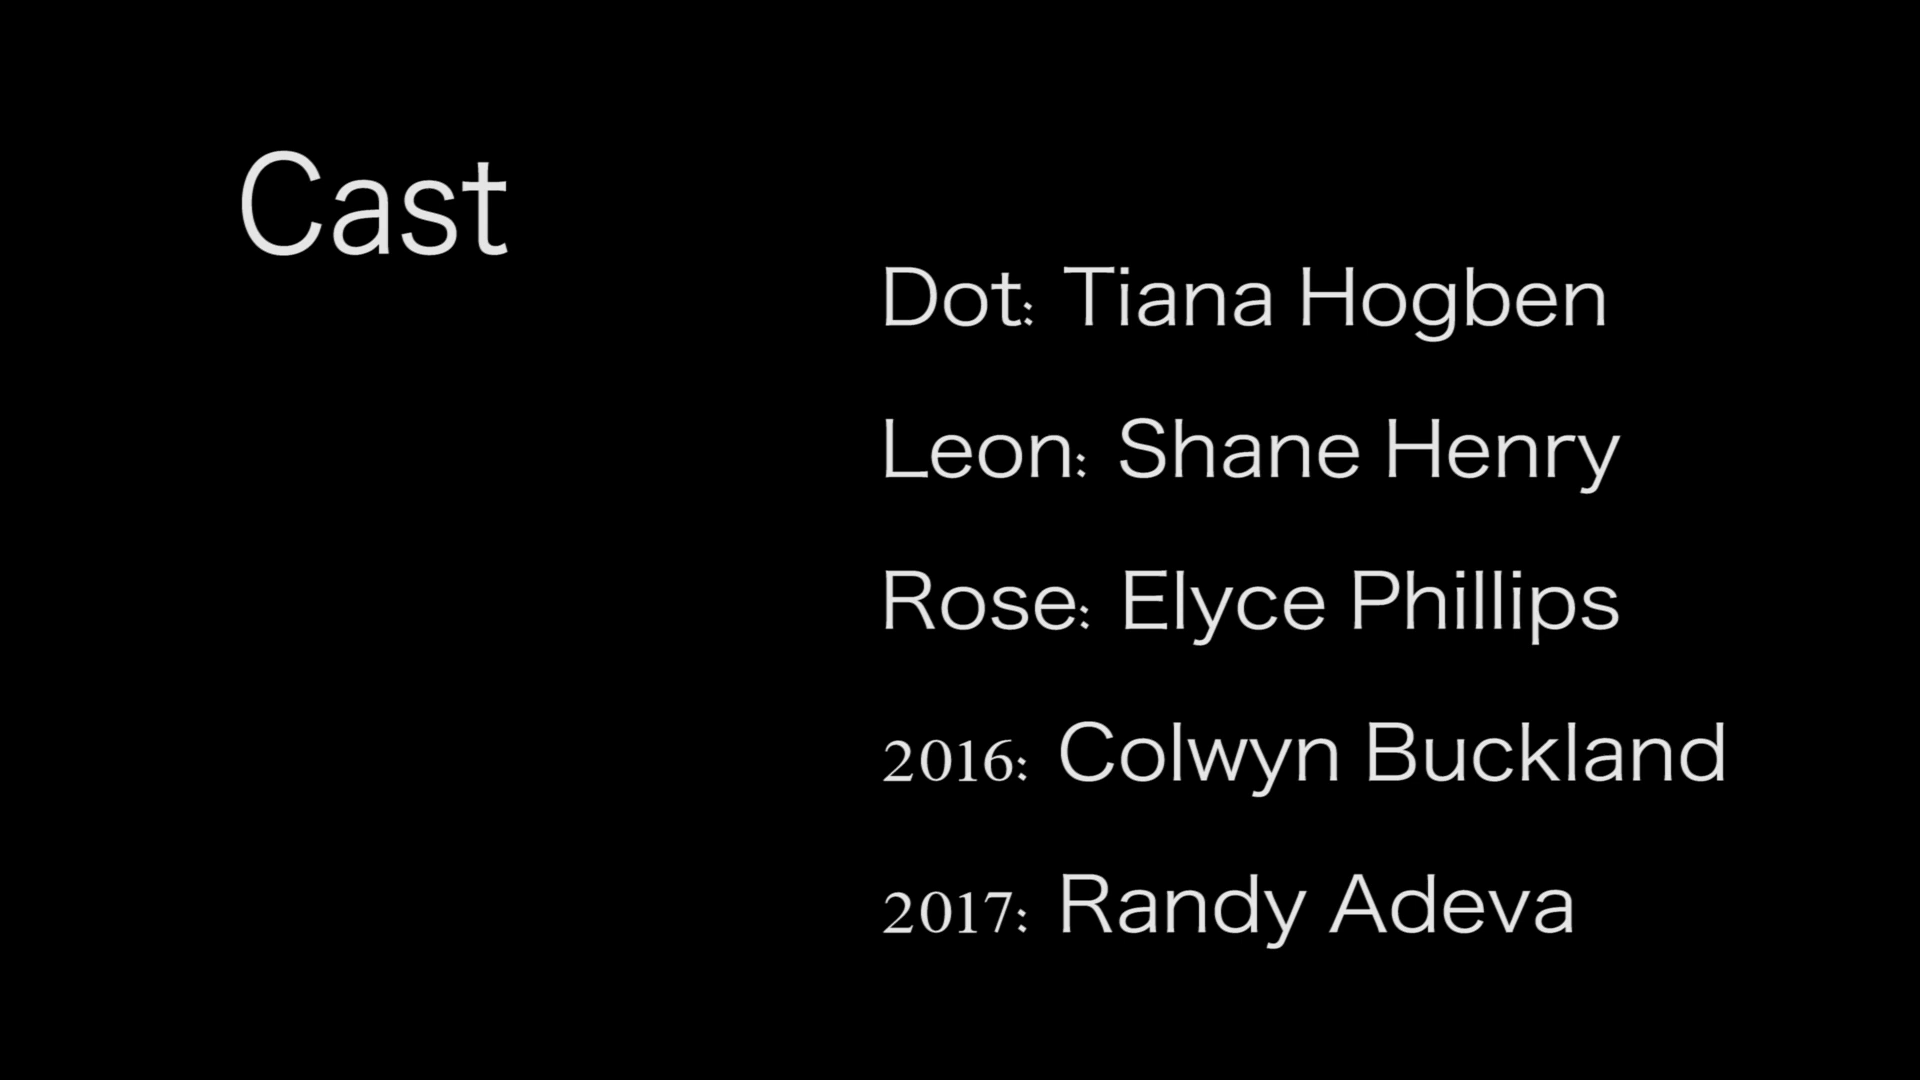 Cast
Dot: Tiana Hogben
Leon: Shane Henry
Rose: Elyce Phillips
2016: Colwyn Buckland
2017: Randy Adeva